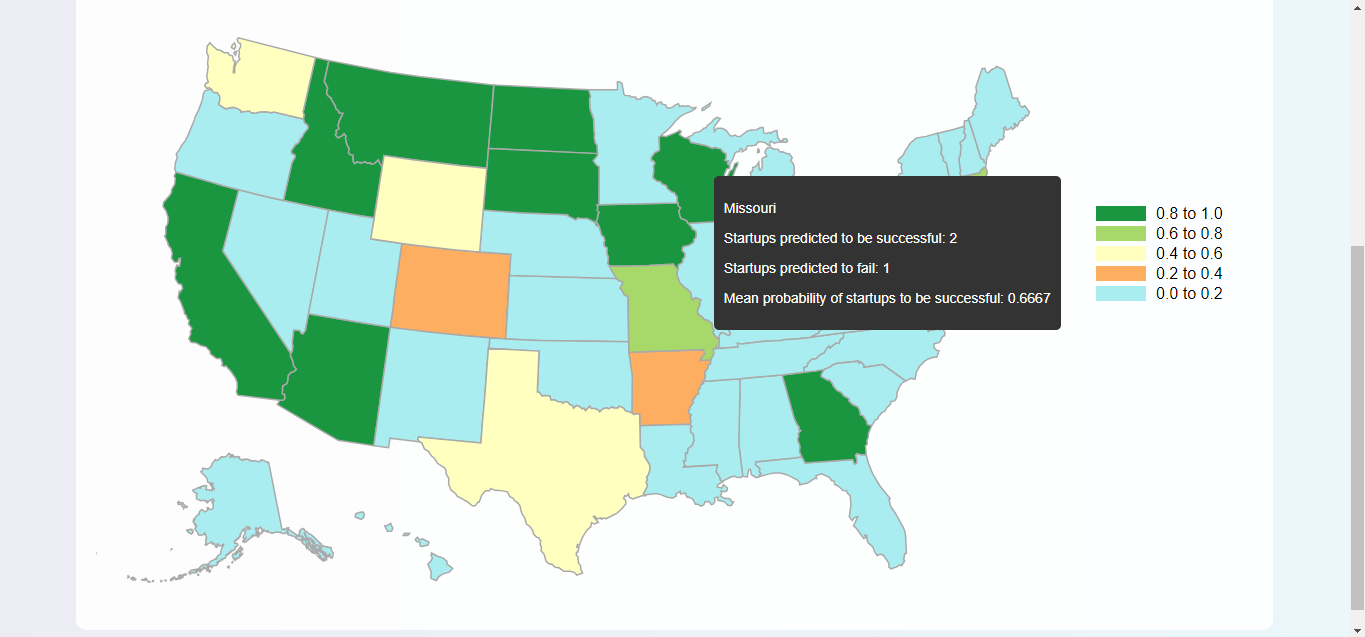 Missouri
Startups predicted to be successful: 2
Startups predicted to fail: 1
Mean probability of startups to be successful: 0.6667
0.8 to 1.0
0.6 to 0.8
0.4 to 0.6
0.2 to 0.4
0.0 to 0.2